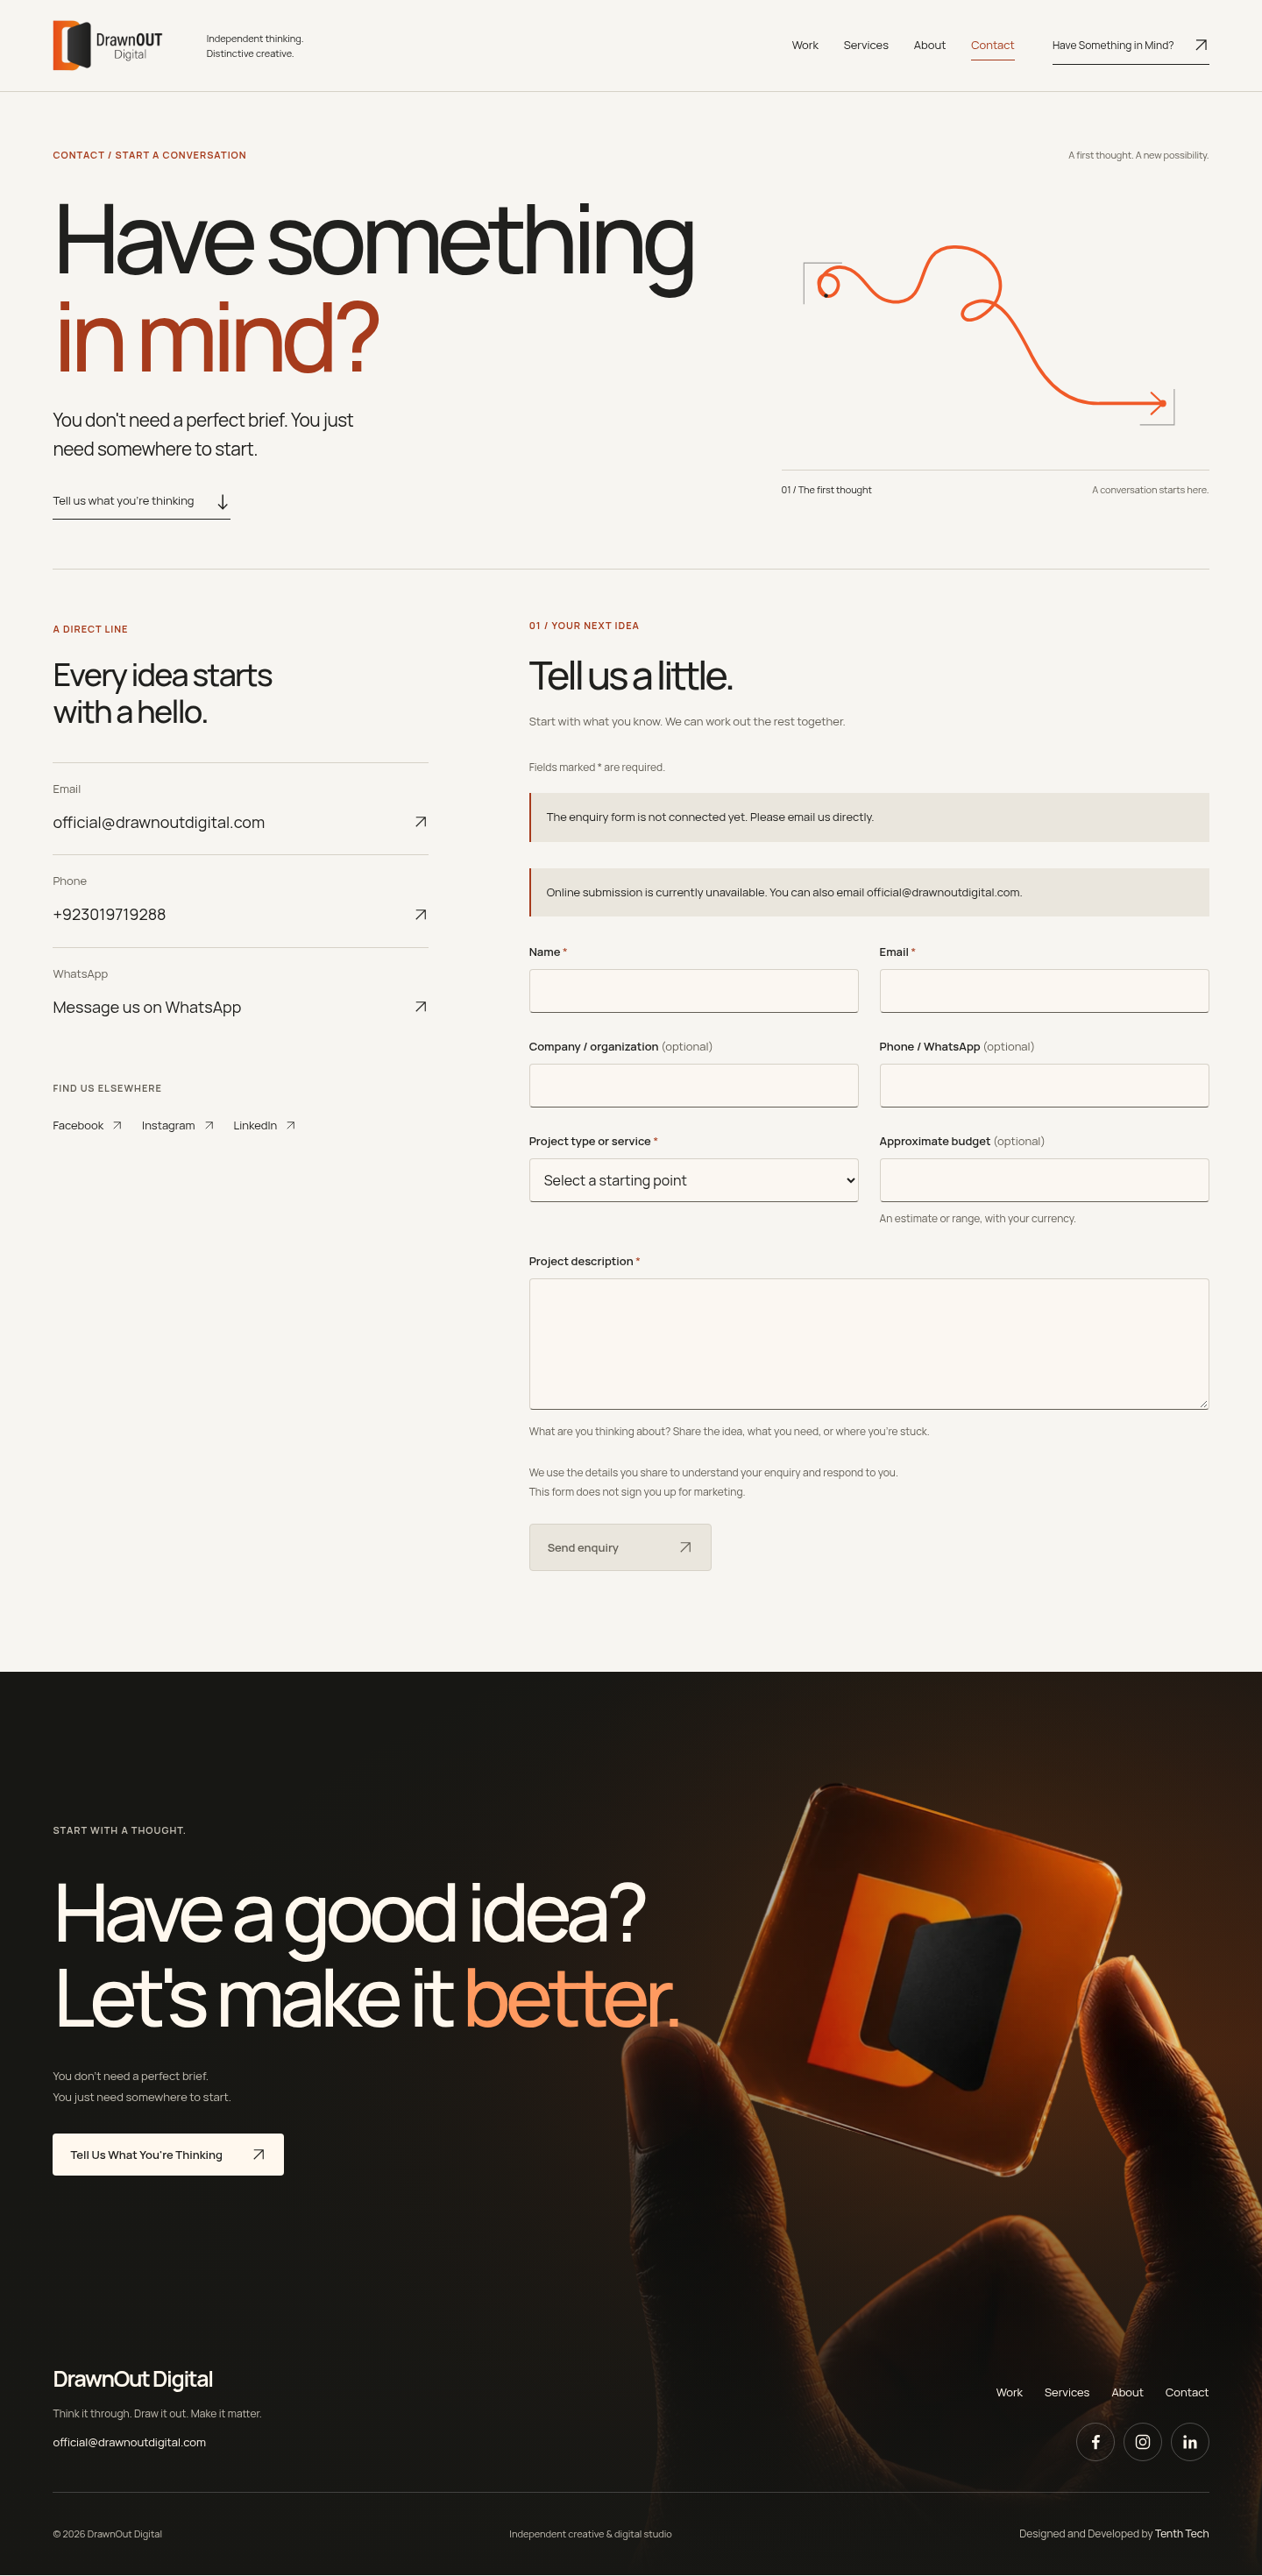 DrawnOUT
Digital
Independent thinking.
Distinctive creative.
Work
Services
About
Contact
Have Something in Mind?
CONTACT / START A CONVERSATION
A first thought. A new possibility.
Have something
in mind?
You don't need a perfect brief. You just
need somewhere to start.
Tell us what you're thinking
01 / The first thought
A conversation starts here.
A DIRECT LINE
Every idea starts
with a hello.
Email
official@drawnoutdigital.com
Phone
+923019719288
WhatsApp
Message us on WhatsApp
FIND US ELSEWHERE
Facebook
Instagram
LinkedIn
01 / YOUR NEXT IDEA
Tell us a little.
Start with what you know. We can work out the rest together.
Fields marked * are required.
The enquiry form is not connected yet. Please email us directly.
Online submission is currently unavailable. You can also email official@drawnoutdigital.com.
Name *
Email *
Company / organization (optional)
Phone / WhatsApp (optional)
Project type or service *
Approximate budget (optional)
Select a starting point
An estimate or range, with your currency.
Project description *
What are you thinking about? Share the idea, what you need, or where you're stuck.
We use the details you share to understand your enquiry and respond to you.
This form does not sign you up for marketing.
Send enquiry
START WITH A THOUGHT.
Have a good idea?
Let's make it better.
You don't need a perfect brief.
You just need somewhere to start.
Tell Us What You're Thinking
DrawnOut Digital
Think it through. Draw it out. Make it matter.
official@drawnoutdigital.com
Work
Services
About
Contact
© 2026 DrawnOut Digital
Independent creative & digital studio
Designed and Developed by Tenth Tech